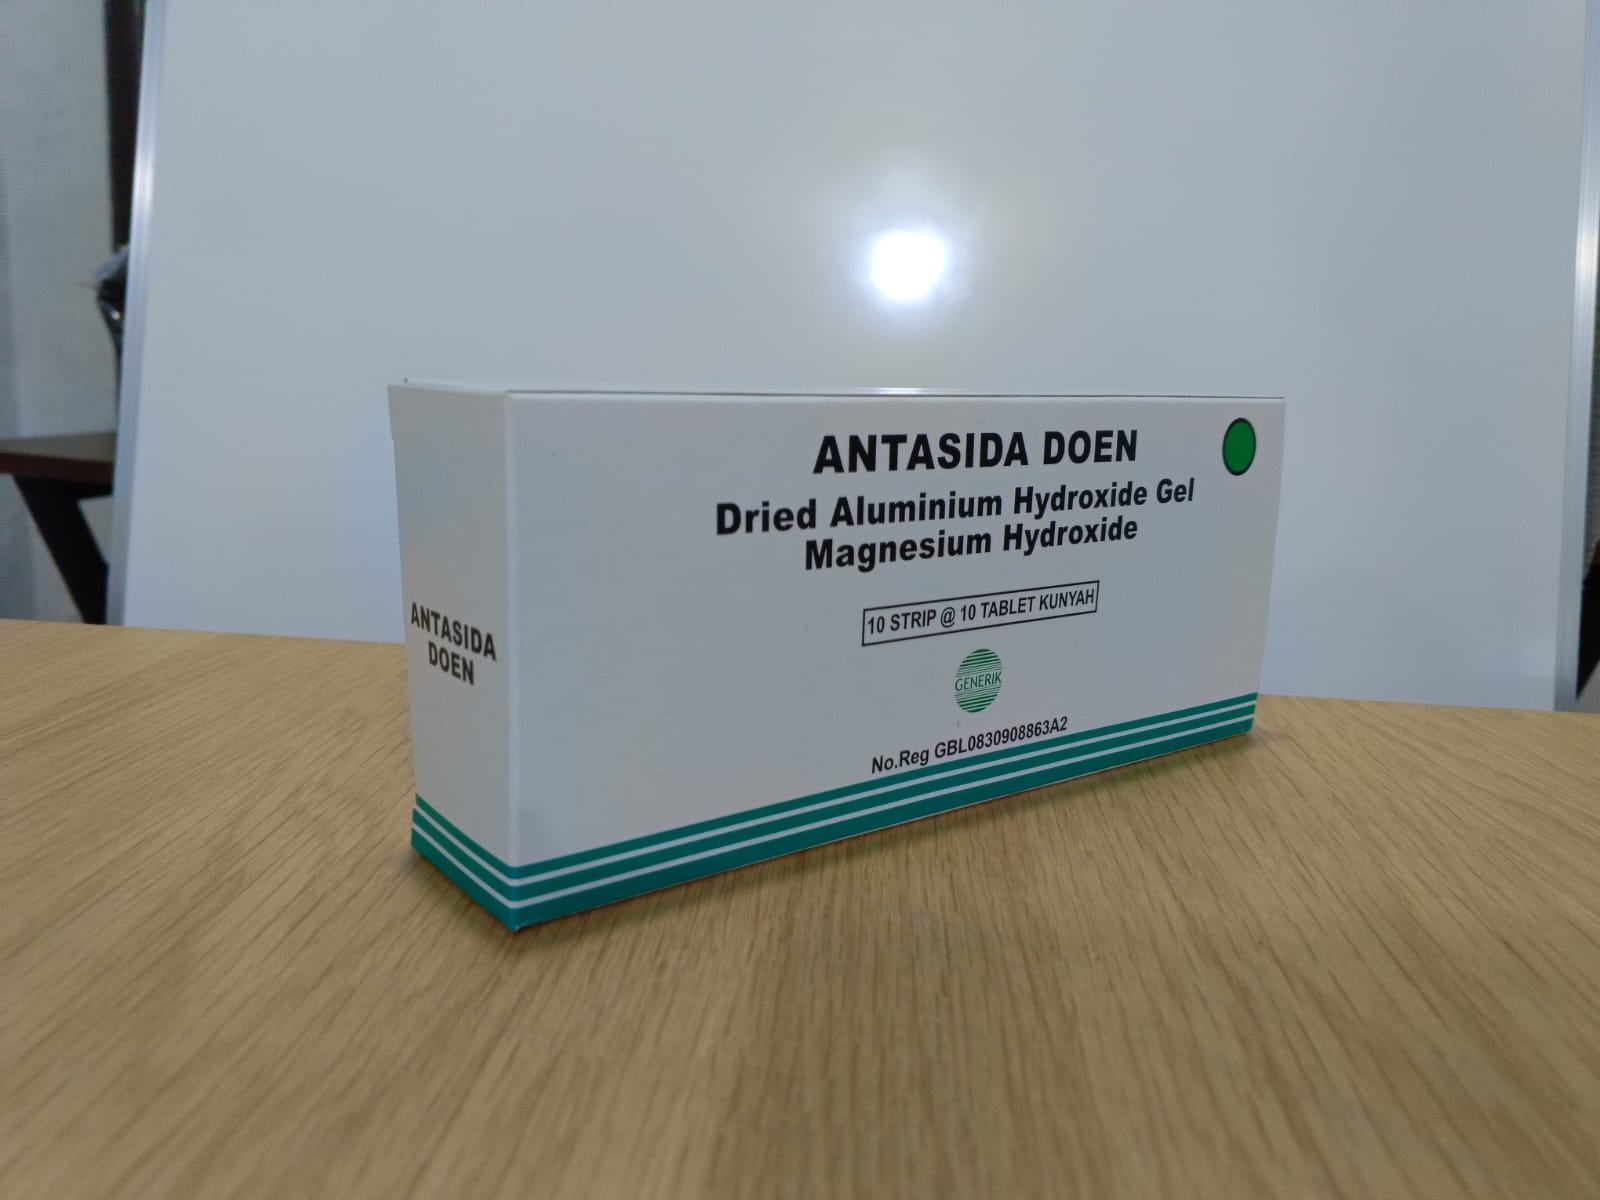 ANTASIDA DOEN
Dried Aluminium Hydroxide Gel
Magnesium Hydroxide
10 STRIP @ 10 TABLET KUNYAH
GENERIK
No.Reg GBL0830908863A2
ANTASIDA
DOEN